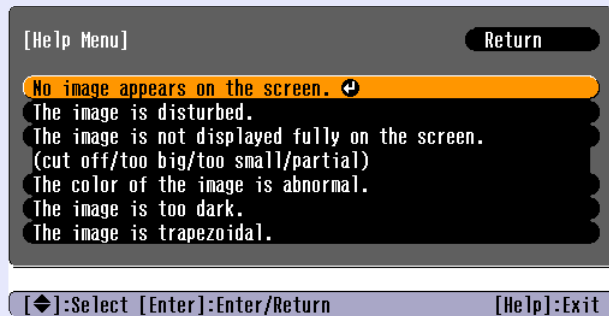 [Help Menu] Return
No image appears on the screen.
The image is disturbed.
The image is not displayed fully on the screen.
(cut off/too big/too small/partial)
The color of the image is abnormal.
The image is too dark.
The image is trapezoidal.
[◆]:Select [Enter]:Enter/Return [Help]:Exit